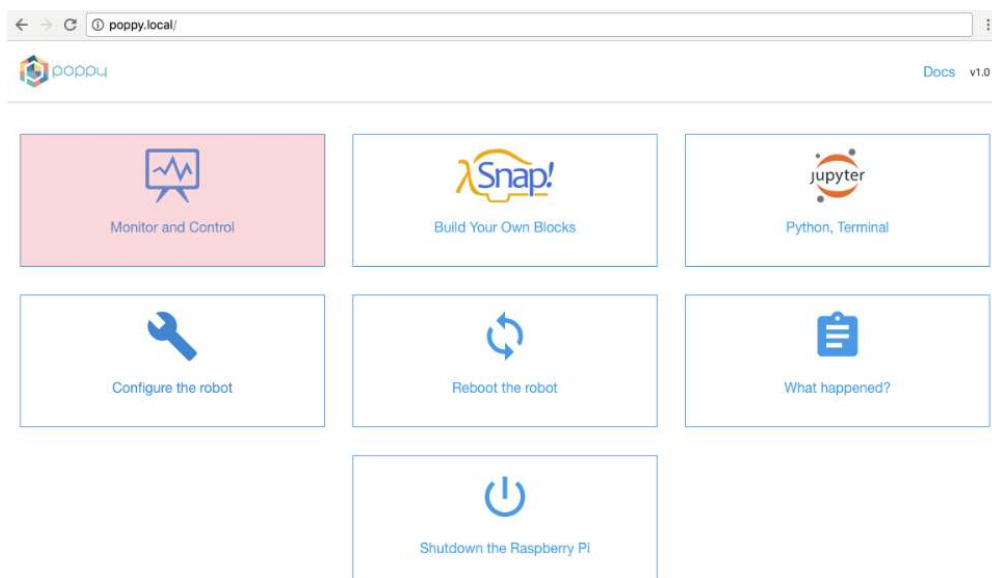 poppy.local/
poppy
Docs v1.0
Monitor and Control
λSnap!
Build Your Own Blocks
jupyter
Python, Terminal
Configure the robot
Reboot the robot
What happened?
Shutdown the Raspberry Pi